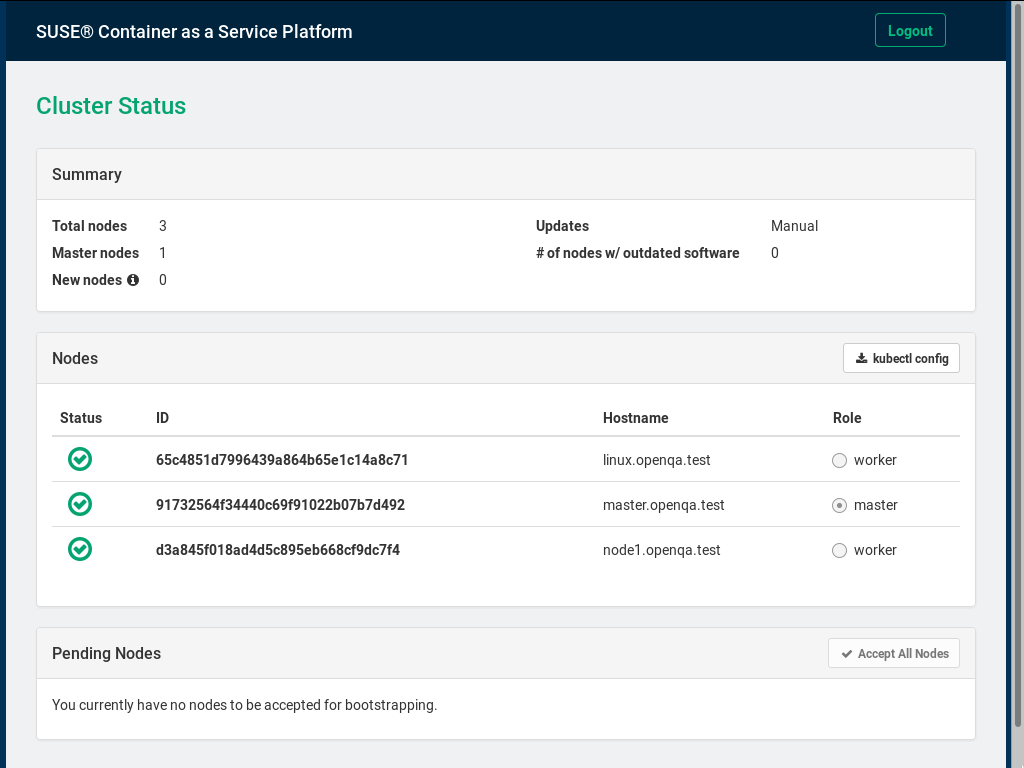 SUSE® Container as a Service Platform
Logout
Cluster Status
Summary
Total nodes 3
Updates Manual
Master nodes 1
# of nodes w/ outdated software 0
New nodes 0
Nodes
kubectl config
Status ID Hostname Role
65c4851d7996439a864b65e1c14a8c71 linux.openqa.test worker
91732564f34440c69f91022b07b7d492 master.openqa.test master
d3a845f018ad4d5c895eb668cf9dc7f4 node1.openqa.test worker
Pending Nodes
Accept All Nodes
You currently have no nodes to be accepted for bootstrapping.